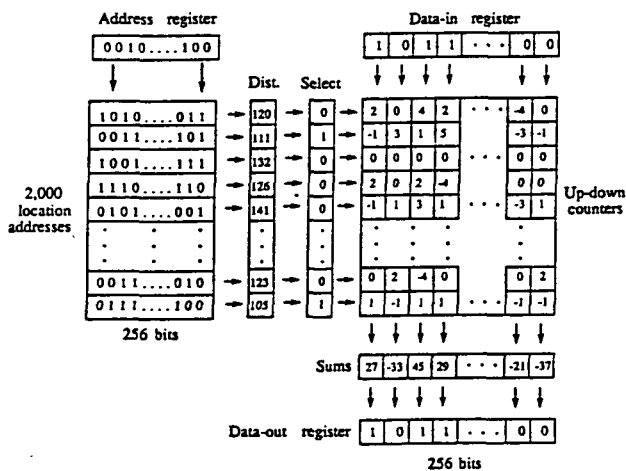 Address register
Data-in register
0010....100
1 0 1 1 · · · 0 0
Dist. Select
1010....011 120 0 2 0 4 2 · · · -4 0
0011....101 111 1 -1 3 1 5 -3 -1
1001....111 132 0 0 0 0 0 · · · 0 0
1110....110 126 0 2 0 2 -4 0 0
0101....001 141 0 -1 1 3 1 · · · -3 1
2,000
location
addresses
Up-down
counters
0011....010 123 0 0 2 -4 0 0 2
0111....100 105 1 1 -1 1 1 · · · -1 -1
256 bits
Sums 27 -33 45 29 · · · -21 -37
Data-out register 1 0 1 1 · · · 0 0
256 bits